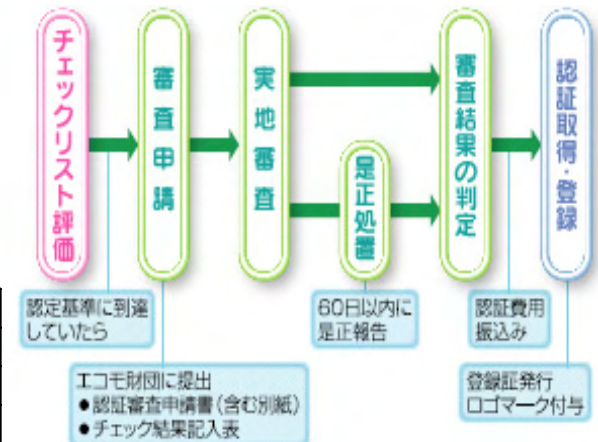 チェックリスト評価
審査申請
実地審査
是正処置
審査結果の判定
認証取得・登録
認定基準に到達
していたら
エコモ財団に提出
●認証審査申請書(含む別紙)
●チェック結果記入表
60日以内に
是正報告
認証費用
振込み
登録証発行
ロゴマーク付与